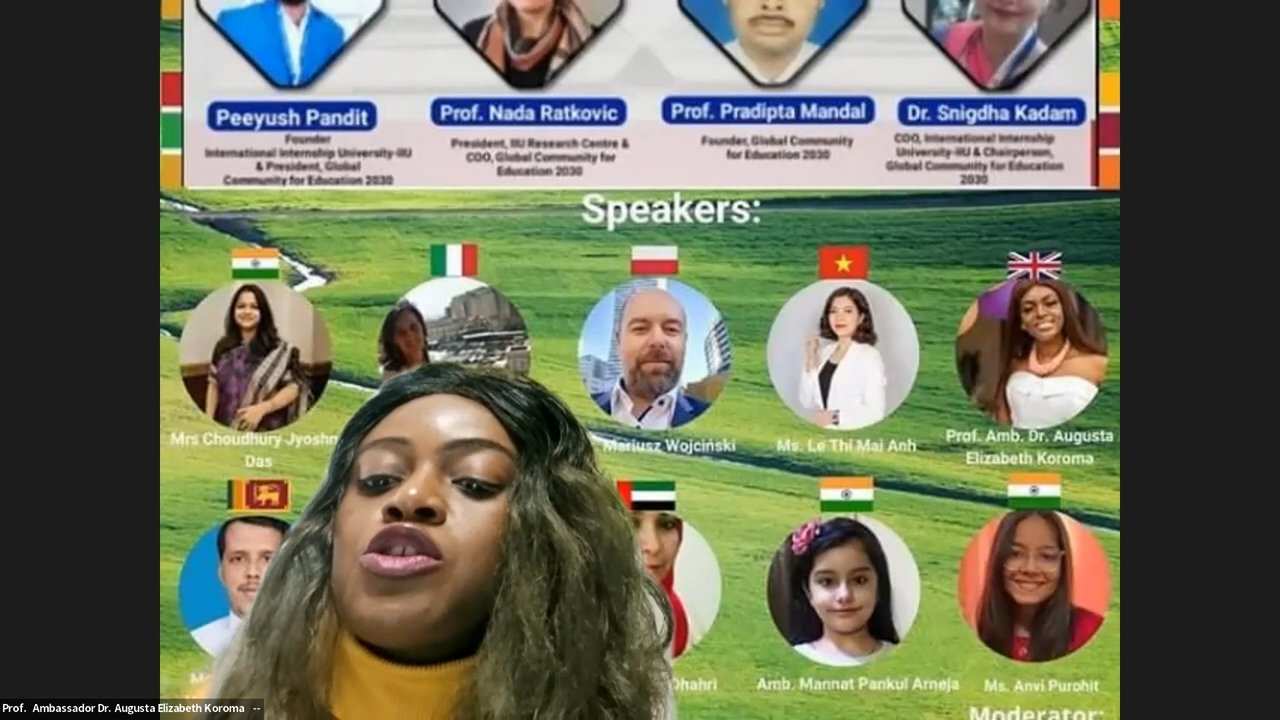 Peeyush Pandit
Founder
International Internship University-IIU
& President, Global
Community for Education 2030
Prof. Nada Ratkovic
President, IIU Research Centre &
COO, Global Community for
Education 2030
Prof. Pradipta Mandal
Founder, Global Community
for Education 2030
Dr. Snigdha Kadam
COO, International Internship
University-IIU & Chairperson,
Global Community for Education
2030
Speakers:
Mrs Choudhury Jyoshn
Das
Mariusz Wojciński
Ms. Le Thi Mai Anh
Prof. Amb. Dr. Augusta
Elizabeth Koroma
Dhahri
Amb. Mannat Pankul Arneja
Ms. Anvi Purohit
Moderator:
Prof. Ambassador Dr. Augusta Elizabeth Koroma --